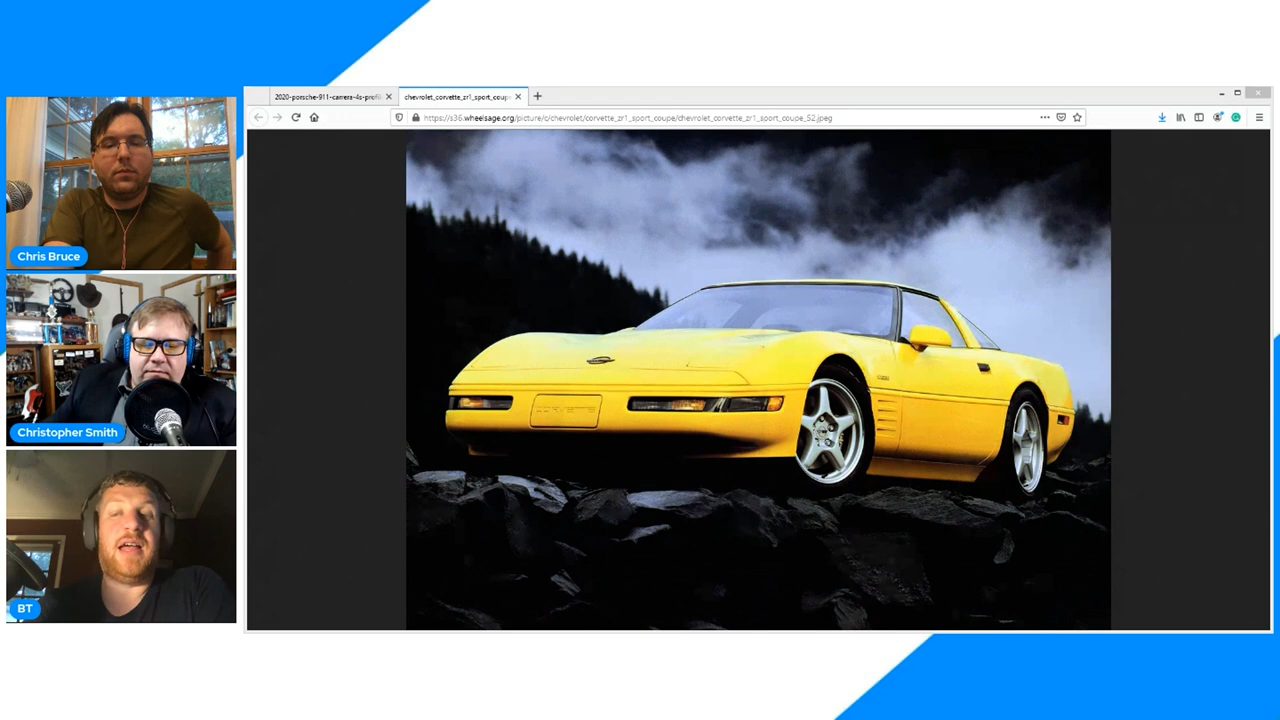 2020-porsche-911-carrera-4s-profil
chevrolet_corvette_zr1_sport_coup
https://s36.wheelsage.org/picture/c/chevrolet/corvette_zr1_sport_coupe/chevrolet_corvette_zr1_sport_coupe_52.jpeg
Chris Bruce
Christopher Smith
BT
CORVETTE